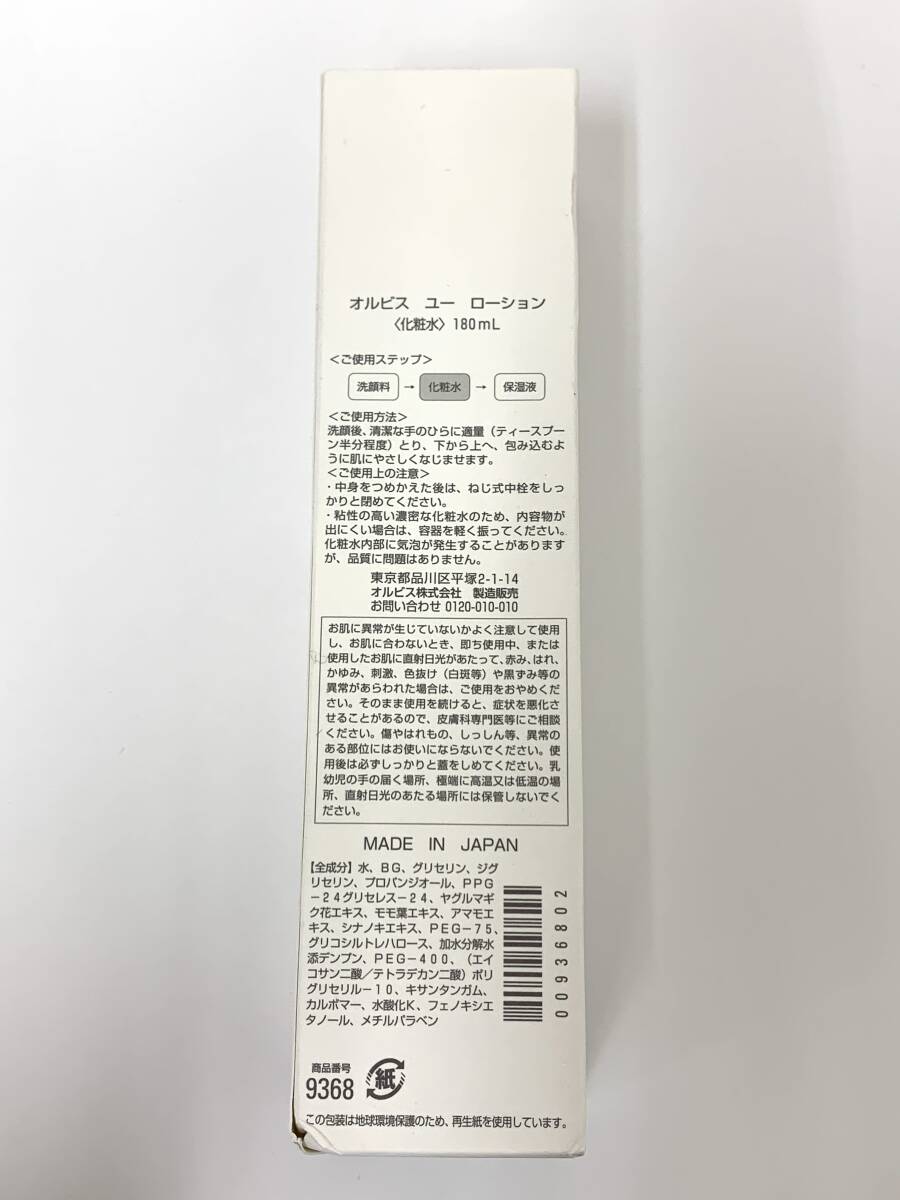 オルビス ユー ローション
〈化粧水〉180mL
＜ご使用ステップ＞
洗顔料 → 化粧水 → 保湿液
＜ご使用方法＞
洗顔後、清潔な手のひらに適量（ティースプー
ン半分程度）とり、下から上へ、包み込むよ
うに肌にやさしくなじませます。
＜ご使用上の注意＞
・中身をつめかえた後は、ねじ式中栓をしっ
かりと閉めてください。
・粘性の高い濃密な化粧水のため、内容物が
出にくい場合は、容器を軽く振ってください。
化粧水内部に気泡が発生することがあります
が、品質に問題はありません。
東京都品川区平塚2-1-14
オルビス株式会社 製造販売
お問い合わせ 0120-010-010
お肌に異常が生じていないかよく注意して使用
し、お肌に合わないとき、即ち使用中、または
使用したお肌に直射日光があたって、赤み、はれ、
かゆみ、刺激、色抜け（白斑等）や黒ずみ等の
異常があらわれた場合は、ご使用をおやめくだ
さい。そのまま使用を続けると、症状を悪化さ
せることがあるので、皮膚科専門医等にご相談
ください。傷やはれもの、しっしん等、異常の
ある部位にはお使いにならないでください。使
用後は必ずしっかりと蓋をしめてください。乳
幼児の手の届く場所、極端に高温又は低温の場
所、直射日光のあたる場所には保管しないでく
ださい。
MADE IN JAPAN
【全成分】水、BG、グリセリン、ジグ
リセリン、プロパンジオール、PPG
－24グリセレス－24、ヤグルマギ
ク花エキス、モモ葉エキス、アマモエ
キス、シナノキエキス、PEG－75、
グリコシルトレハロース、加水分解水
添デンプン、PEG－400、（エイ
コサン二酸／テトラデカン二酸）ポリ
グリセリル－10、キサンタンガム、
カルボマー、水酸化K、フェノキシエ
タノール、メチルパラベン
00936802
商品番号
9368
紙
この包装は地球環境保護のため、再生紙を使用しています。